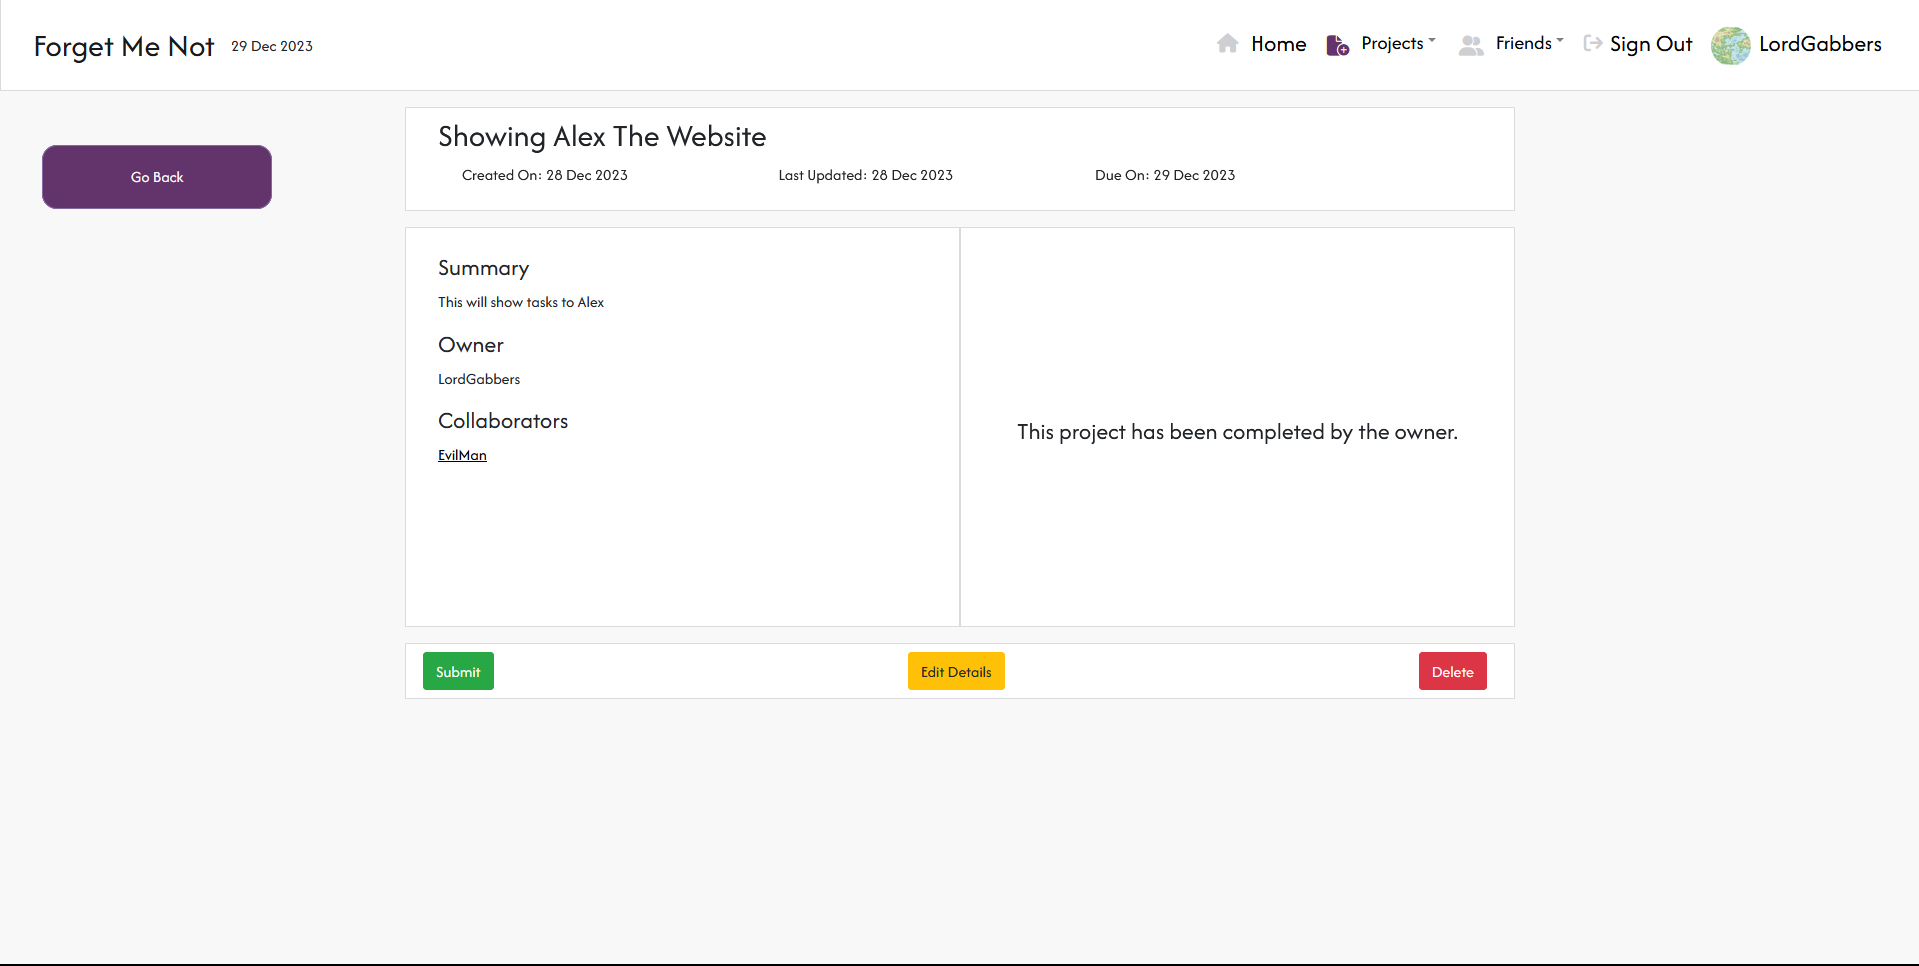 Forget Me Not 29 Dec 2023 Home Projects Friends Sign Out LordGabbers
Go Back
Showing Alex The Website
Created On: 28 Dec 2023 Last Updated: 28 Dec 2023 Due On: 29 Dec 2023
Summary
This will show tasks to Alex
Owner
LordGabbers
Collaborators
EvilMan
This project has been completed by the owner.
Submit Edit Details Delete